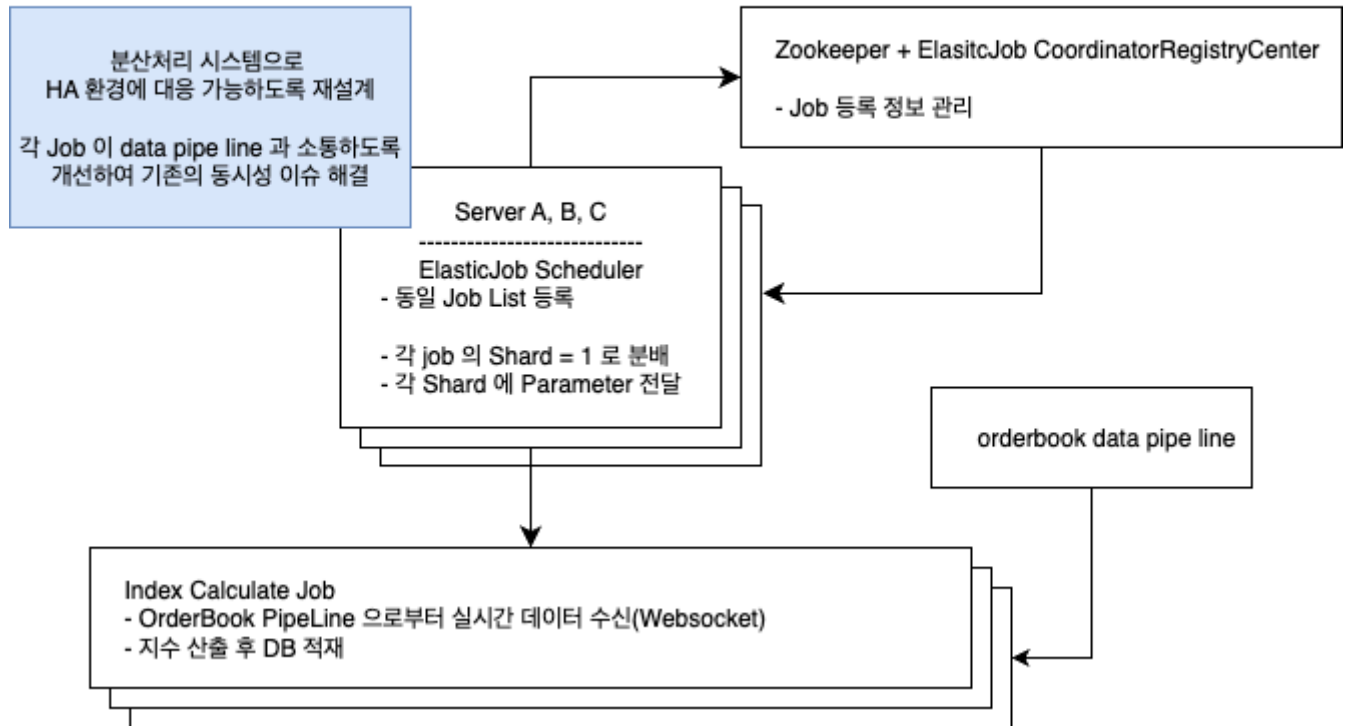 분산처리 시스템으로
HA 환경에 대응 가능하도록 재설계
각 Job 이 data pipe line 과 소통하도록
개선하여 기존의 동시성 이슈 해결
Zookeeper + ElasitcJob CoordinatorRegistryCenter
- Job 등록 정보 관리
Server A, B, C
----------------------------
ElasticJob Scheduler
- 동일 Job List 등록
- 각 job 의 Shard = 1 로 분배
- 각 Shard 에 Parameter 전달
orderbook data pipe line
Index Calculate Job
- OrderBook PipeLine 으로부터 실시간 데이터 수신(Websocket)
- 지수 산출 후 DB 적재